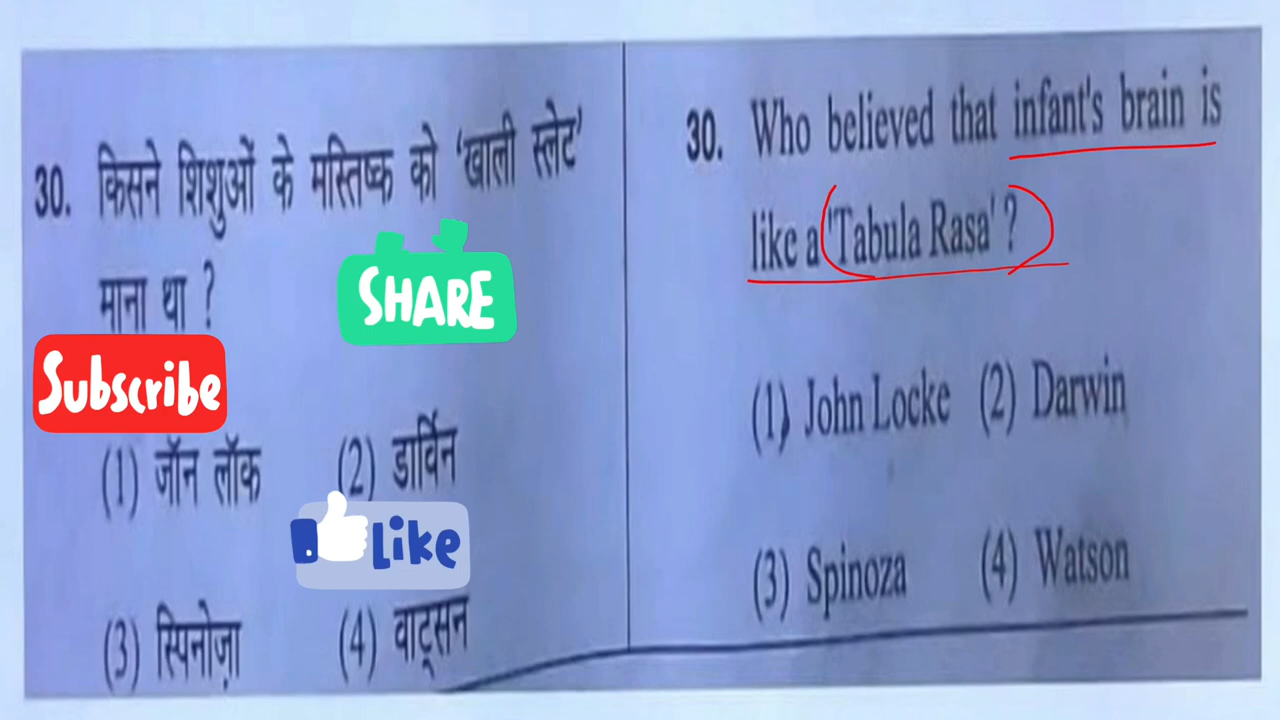 30. किसने शिशुओं के मस्तिष्क को 'खाली स्लेट'
माना था ?
SHARE
Subscribe
(1) जॉन लॉक (2) डार्विन
Like
(3) स्पिनोज़ा (4) वाट्सन
30. Who believed that infant's brain is
like a 'Tabula Rasa' ?
(1) John Locke (2) Darwin
(3) Spinoza (4) Watson